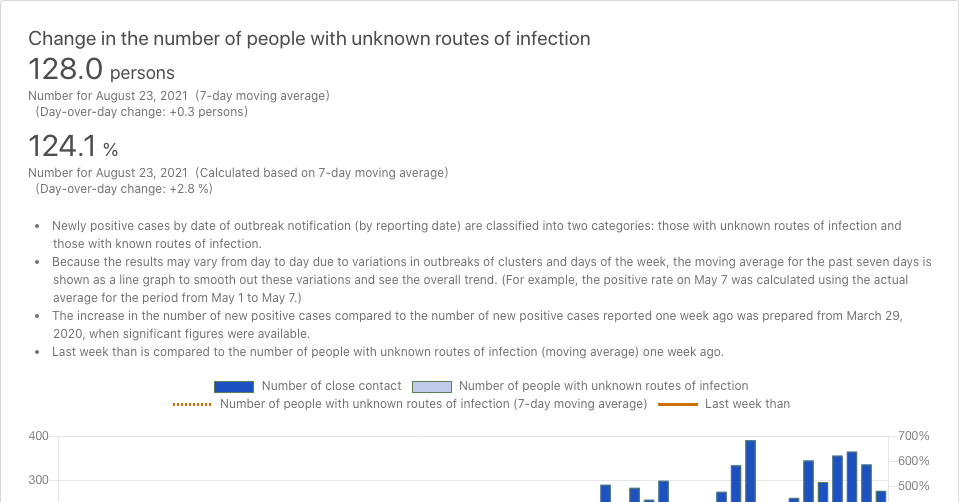 Change in the number of people with unknown routes of infection
128.0 persons
Number for August 23, 2021 (7-day moving average)
(Day-over-day change: +0.3 persons)
124.1 %
Number for August 23, 2021 (Calculated based on 7-day moving average)
(Day-over-day change: +2.8 %)
• Newly positive cases by date of outbreak notification (by reporting date) are classified into two categories: those with unknown routes of infection and
those with known routes of infection.
• Because the results may vary from day to day due to variations in outbreaks of clusters and days of the week, the moving average for the past seven days is
shown as a line graph to smooth out these variations and see the overall trend. (For example, the positive rate on May 7 was calculated using the actual
average for the period from May 1 to May 7.)
• The increase in the number of new positive cases compared to the number of new positive cases reported one week ago was prepared from March 29,
2020, when significant figures were available.
• Last week than is compared to the number of people with unknown routes of infection (moving average) one week ago.
Number of close contact Number of people with unknown routes of infection
Number of people with unknown routes of infection (7-day moving average) Last week than
400 700%
600%
300 500%